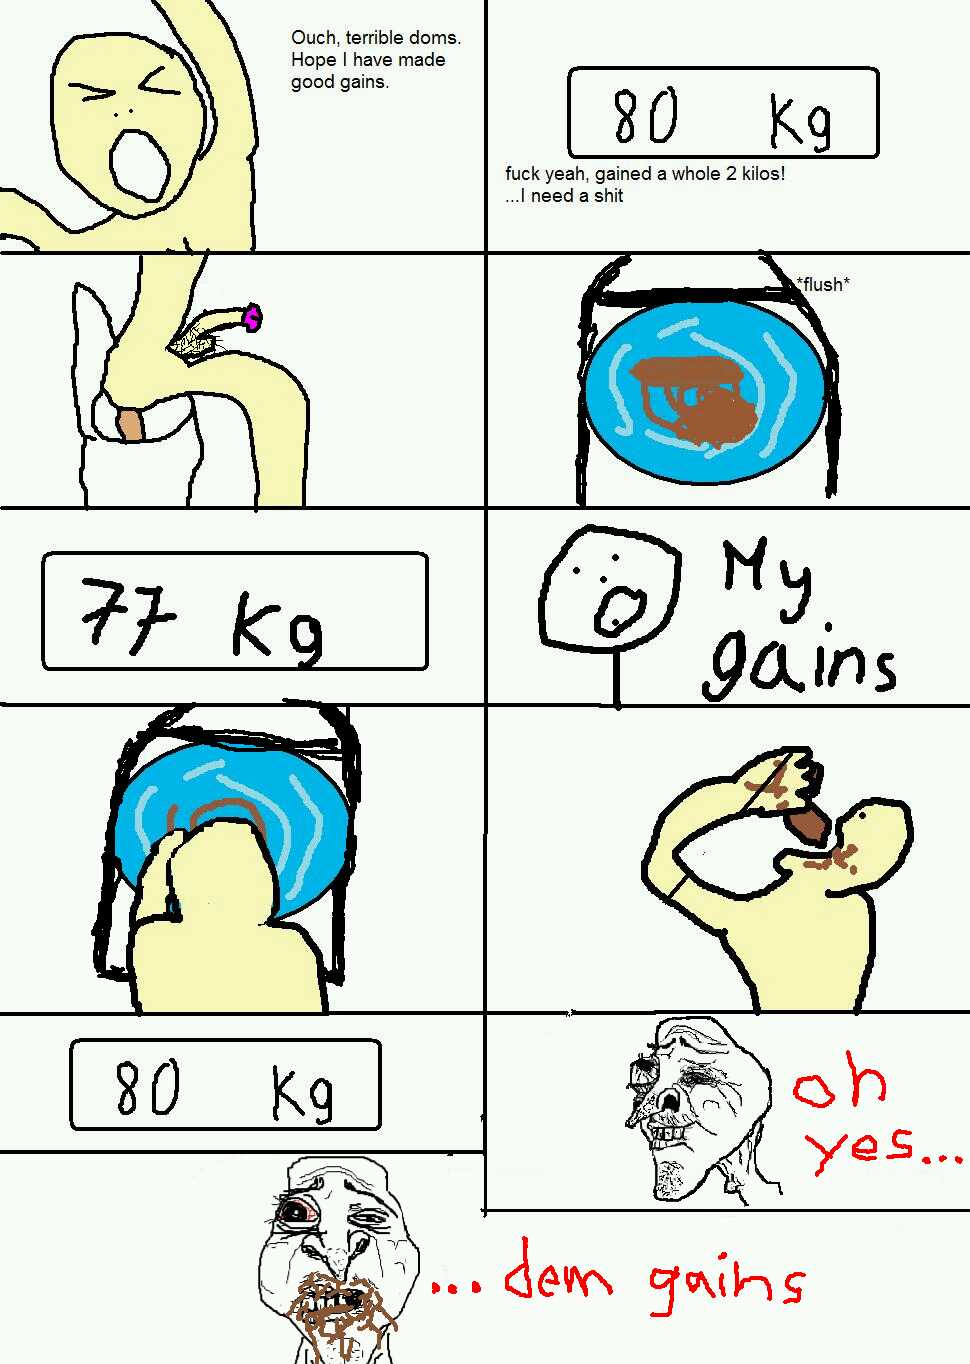 Ouch, terrible doms.
Hope I have made
good gains.
80 Kg
fuck yeah, gained a whole 2 kilos!
...I need a shit
*flush*
77 Kg
My
gains
80 Kg
oh
yes...
... dem gains